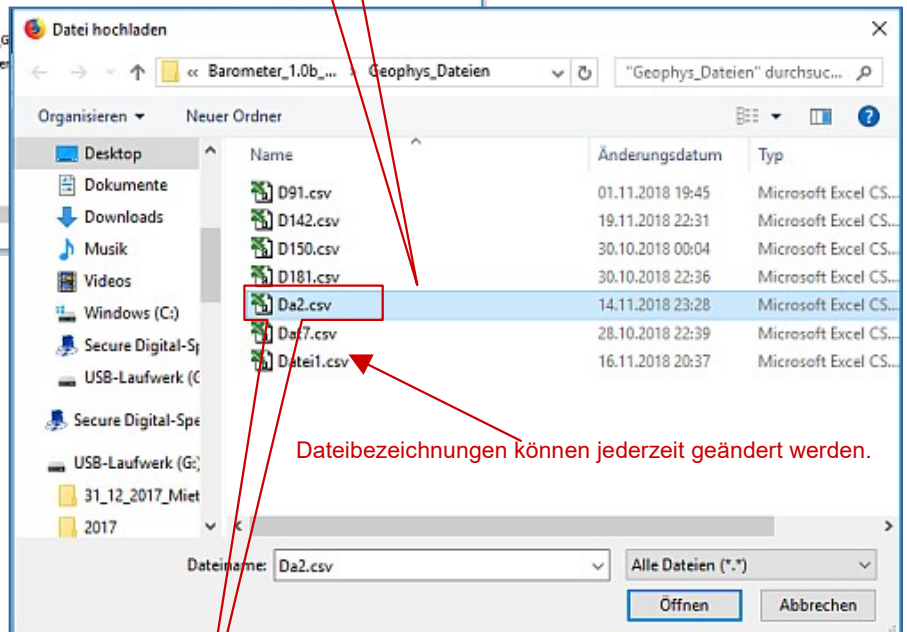 Datei hochladen
« Barometer_1.0b_... › Geophys_Dateien
"Geophys_Dateien" durchsuc...
Organisieren
Neuer Ordner
Desktop
Dokumente
Downloads
Musik
Videos
Windows (C:)
Secure Digital-Sp
USB-Laufwerk (G
Secure Digital-Spe
USB-Laufwerk (G:)
31_12_2017_Miet
2017
Name Änderungsdatum Typ
D91.csv 01.11.2018 19:45 Microsoft Excel CS...
D142.csv 19.11.2018 22:31 Microsoft Excel CS...
D150.csv 30.10.2018 00:04 Microsoft Excel CS...
D181.csv 30.10.2018 22:36 Microsoft Excel CS...
Da2.csv 14.11.2018 23:28 Microsoft Excel CS...
Dat7.csv 28.10.2018 22:39 Microsoft Excel CS...
Datei1.csv 16.11.2018 20:37 Microsoft Excel CS...
Dateibezeichnungen können jederzeit geändert werden.
Dateiname: Da2.csv
Alle Dateien (*.*)
Öffnen
Abbrechen